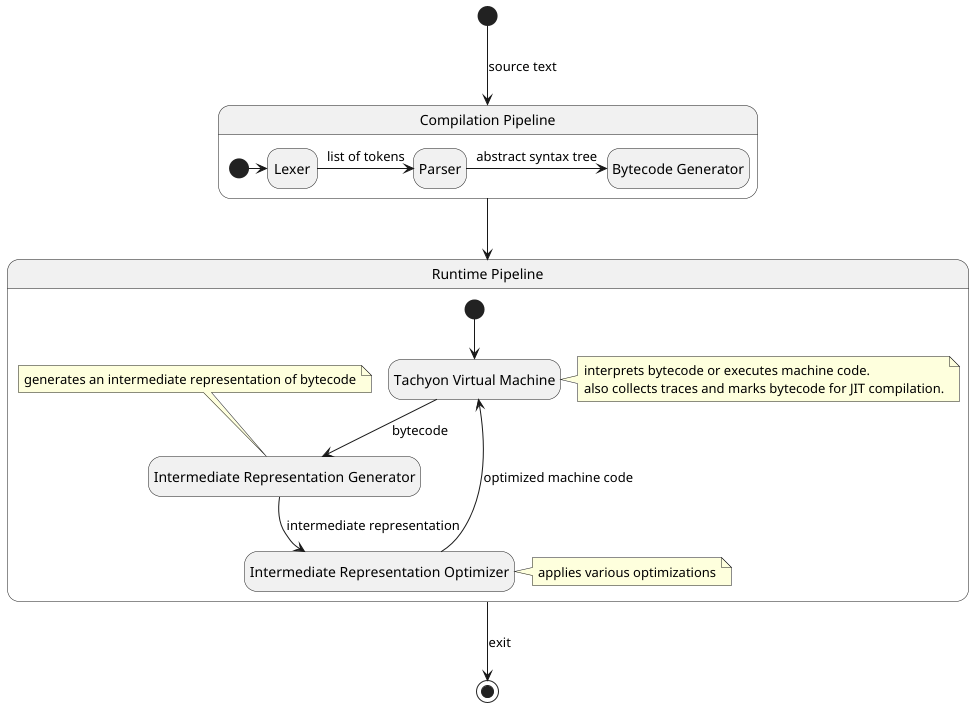 source text
Compilation Pipeline
list of tokens
abstract syntax tree
Lexer
Parser
Bytecode Generator
Runtime Pipeline
generates an intermediate representation of bytecode
Tachyon Virtual Machine
interprets bytecode or executes machine code.
also collects traces and marks bytecode for JIT compilation.
bytecode
Intermediate Representation Generator
optimized machine code
intermediate representation
Intermediate Representation Optimizer
applies various optimizations
exit